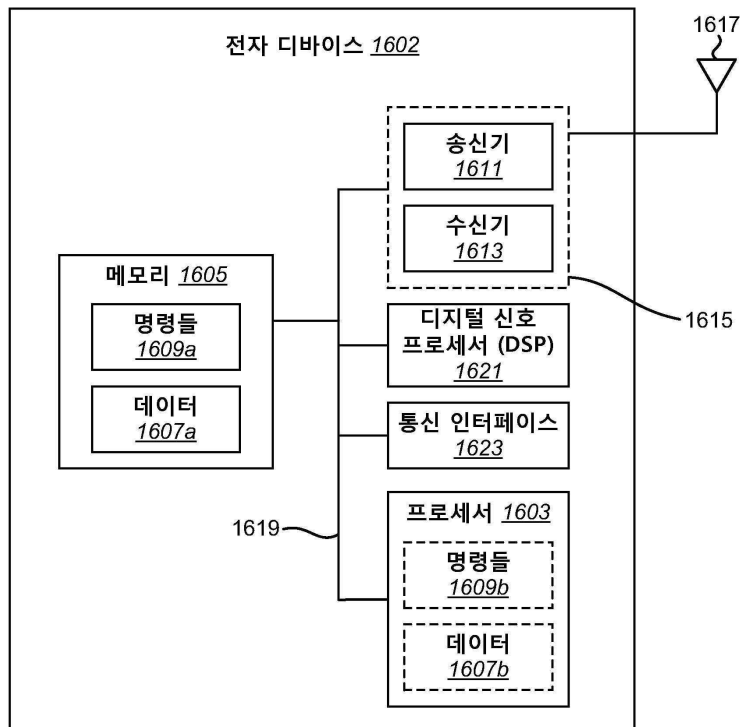 전자 디바이스 1602
1617
송신기
1611
수신기
1613
메모리 1605
명령들
1609a
데이터
1607a
1615
디지털 신호
프로세서 (DSP)
1621
통신 인터페이스
1623
1619
프로세서 1603
명령들
1609b
데이터
1607b